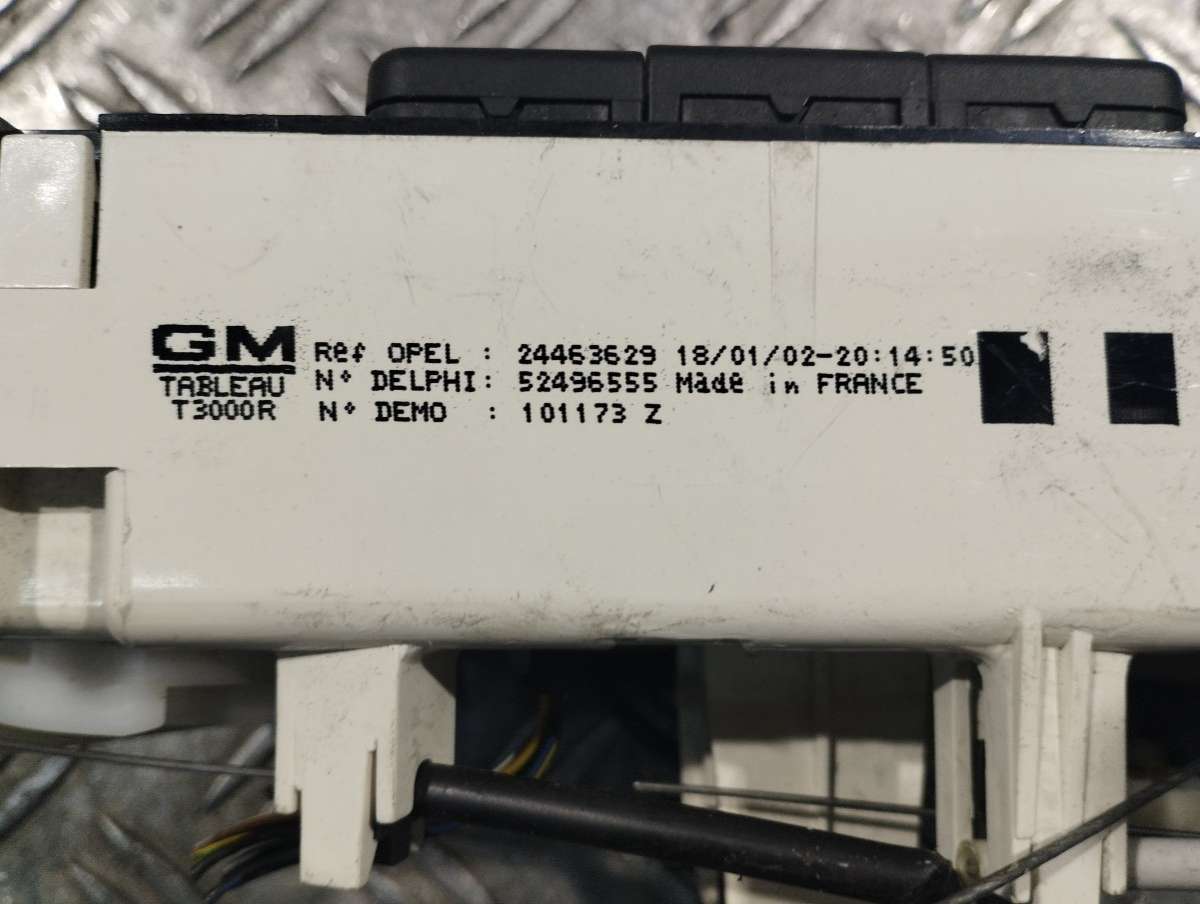 GM
TABLEAU
T3000R
Ref OPEL : 24463629 18/01/02-20:14:50
N° DELPHI: 52496555 Made in FRANCE
N° DEMO : 101173 Z